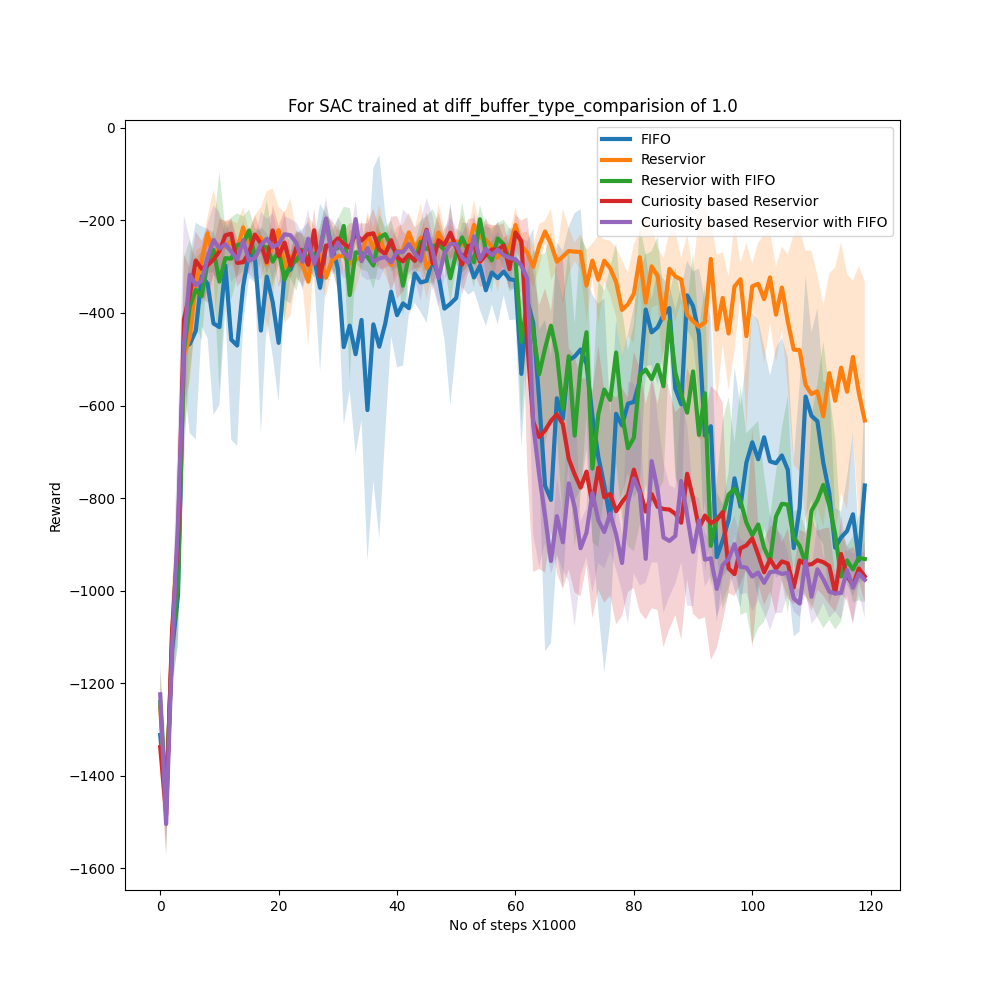 For SAC trained at diff_buffer_type_comparision of 1.0
0
−200
−400
−600
−800
−1000
−1200
−1400
−1600
Reward
FIFO
Reservior
Reservior with FIFO
Curiosity based Reservior
Curiosity based Reservior with FIFO
0 20 40 60 80 100 120
No of steps X1000